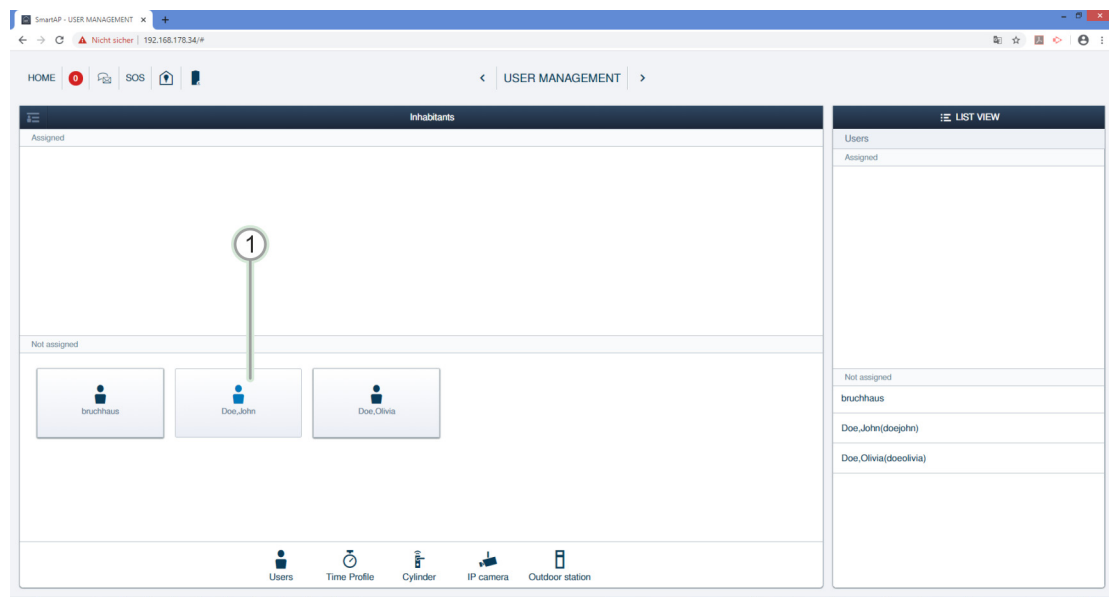 SmartAP - USER MANAGEMENT
Nicht sicher | 192.168.178.34/#
HOME 0 SOS USER MANAGEMENT
Inhabitants
Assigned
1
Not assigned
bruchhaus Doe,John Doe,Olivia
Users Time Profile Cylinder IP camera Outdoor station
LIST VIEW
Users
Assigned
Not assigned
bruchhaus
Doe,John(doejohn)
Doe,Olivia(doeolivia)